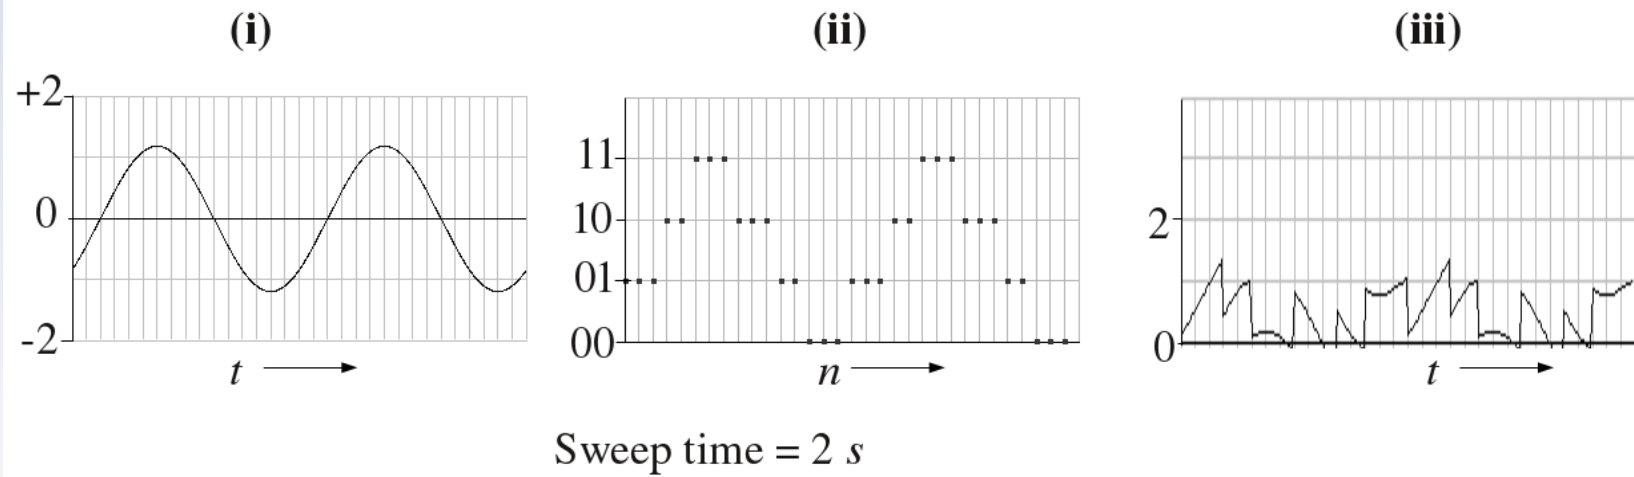 (i)
(ii)
(iii)
+2
0
-2
t
11
10
01
00
n
2
0
t
Sweep time = 2 s